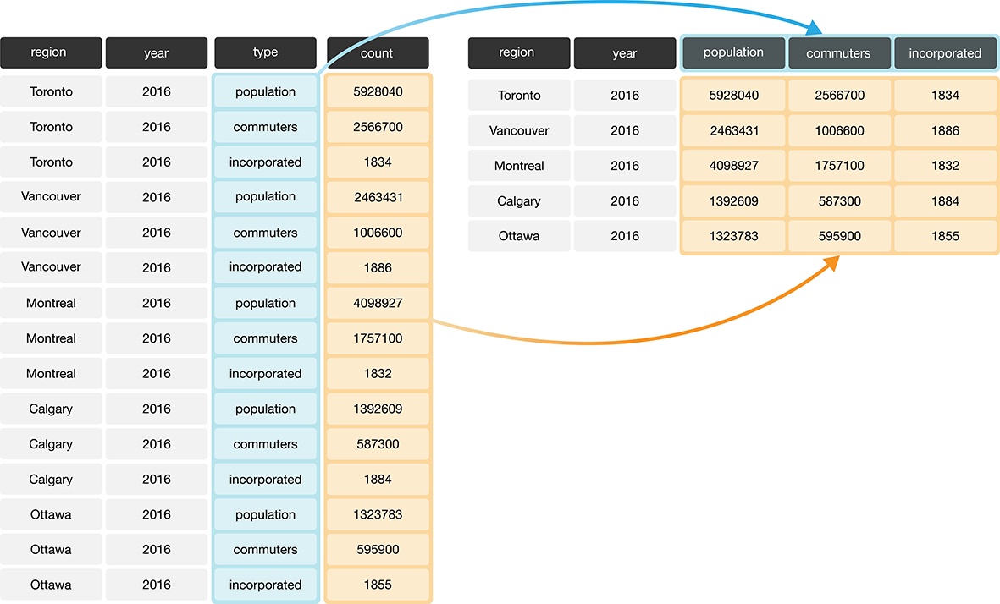 region year type count
Toronto 2016 population 5928040
Toronto 2016 commuters 2566700
Toronto 2016 incorporated 1834
Vancouver 2016 population 2463431
Vancouver 2016 commuters 1006600
Vancouver 2016 incorporated 1886
Montreal 2016 population 4098927
Montreal 2016 commuters 1757100
Montreal 2016 incorporated 1832
Calgary 2016 population 1392609
Calgary 2016 commuters 587300
Calgary 2016 incorporated 1884
Ottawa 2016 population 1323783
Ottawa 2016 commuters 595900
Ottawa 2016 incorporated 1855
region year population commuters incorporated
Toronto 2016 5928040 2566700 1834
Vancouver 2016 2463431 1006600 1886
Montreal 2016 4098927 1757100 1832
Calgary 2016 1392609 587300 1884
Ottawa 2016 1323783 595900 1855